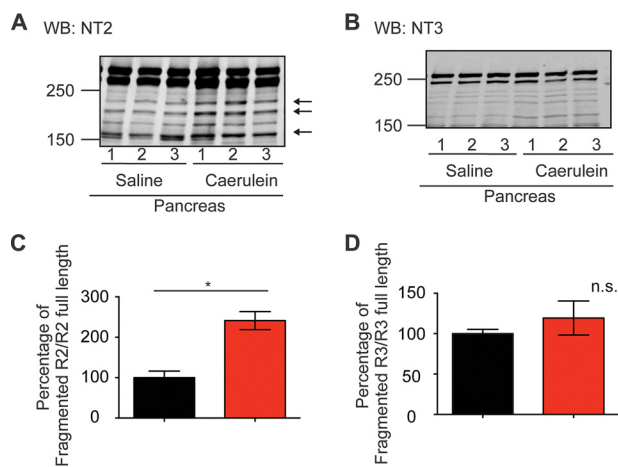 A WB: NT2
250
150
1 2 3 1 2 3
Saline Caerulein
Pancreas
B WB: NT3
250
150
1 2 3 1 2 3
Saline Caerulein
Pancreas
C
Percentage of
Fragmented R2/R2 full length
300
200
100
0
*
D
Percentage of
Fragmented R3/R3 full length
150
100
50
0
n.s.